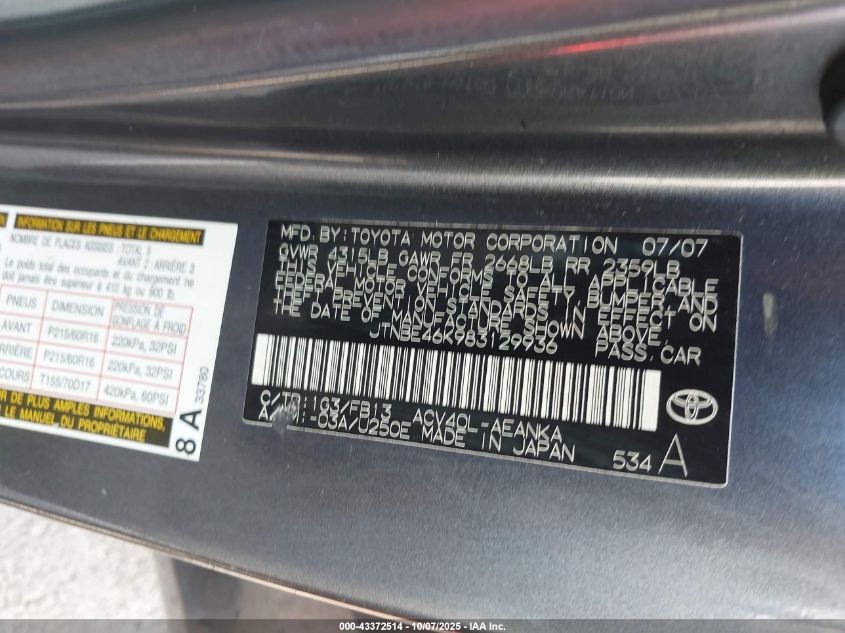 INFORMATION SUR LES PNEUS ET LE CHARGEMENT
NOMBRE DE PLACES ASSISES : TOTAL 5
AVANT 2 : ARRIÈRE 3
Le poids total des occupants et du chargement ne
doit jamais être supérieur à 410 kg ou 900 lb.
PNEUS DIMENSION PRESSION DE GONFLAGE À FROID
AVANT P215/60R16 220kPa, 32PSI
ARRIÈRE P215/60R16 220kPa, 32PSI
COURS T155/70D17 420kPa, 60PSI
DE PLUS AMPLES INFORMATIONS,
LE MANUEL DU PROPRIÉTAIRE
8A 33780
MFD.BY:TOYOTA MOTOR CORPORATION 07/07
GVWR 4315LB GAWR FR 2668LB RR 2359LB
THIS VEHICLE CONFORMS TO ALL APPLICABLE
FEDERAL MOTOR VEHICLE SAFETY, BUMPER, AND
THEFT PREVENTION STANDARDS IN EFFECT ON
THE DATE OF MANUFACTURE SHOWN ABOVE.
JTNBE46K983129936 PASS.CAR
C/TR:1G3/FB13 ACV40L-AEANKA
A/TM:-03A/U250E MADE IN JAPAN
534 A
000-43372514 - 10/07/2025 - IAA Inc.